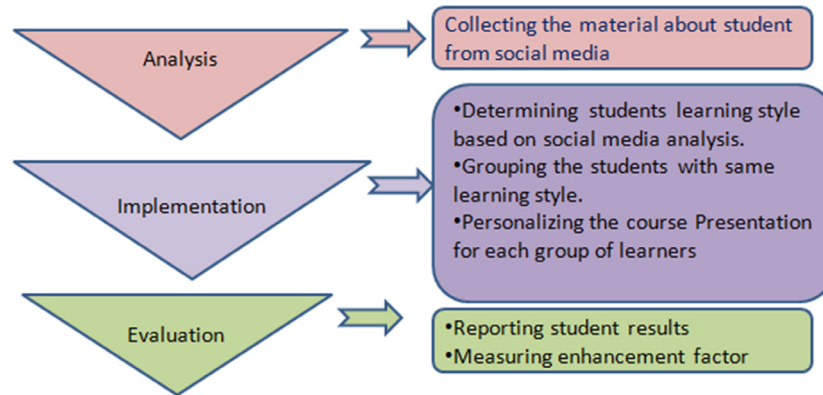 Analysis
Collecting the material about student
from social media
Implementation
•Determining students learning style
based on social media analysis.
•Grouping the students with same
learning style.
•Personalizing the course Presentation
for each group of learners
Evaluation
•Reporting student results
•Measuring enhancement factor